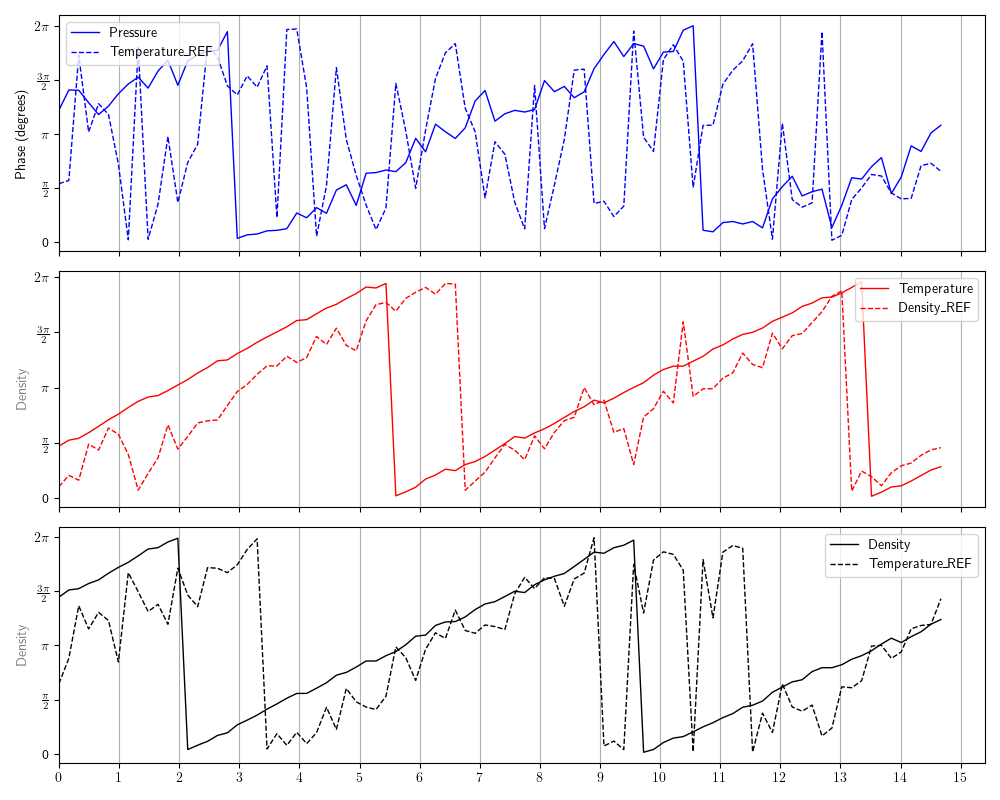 2π
Pressure
Temperature_REF
3π/2
Phase (degrees)
π
π/2
0
2π
Temperature
Density_REF
3π/2
Density
π
π/2
0
2π
Density
Temperature_REF
3π/2
Density
π
π/2
0
0 1 2 3 4 5 6 7 8 9 10 11 12 13 14 15